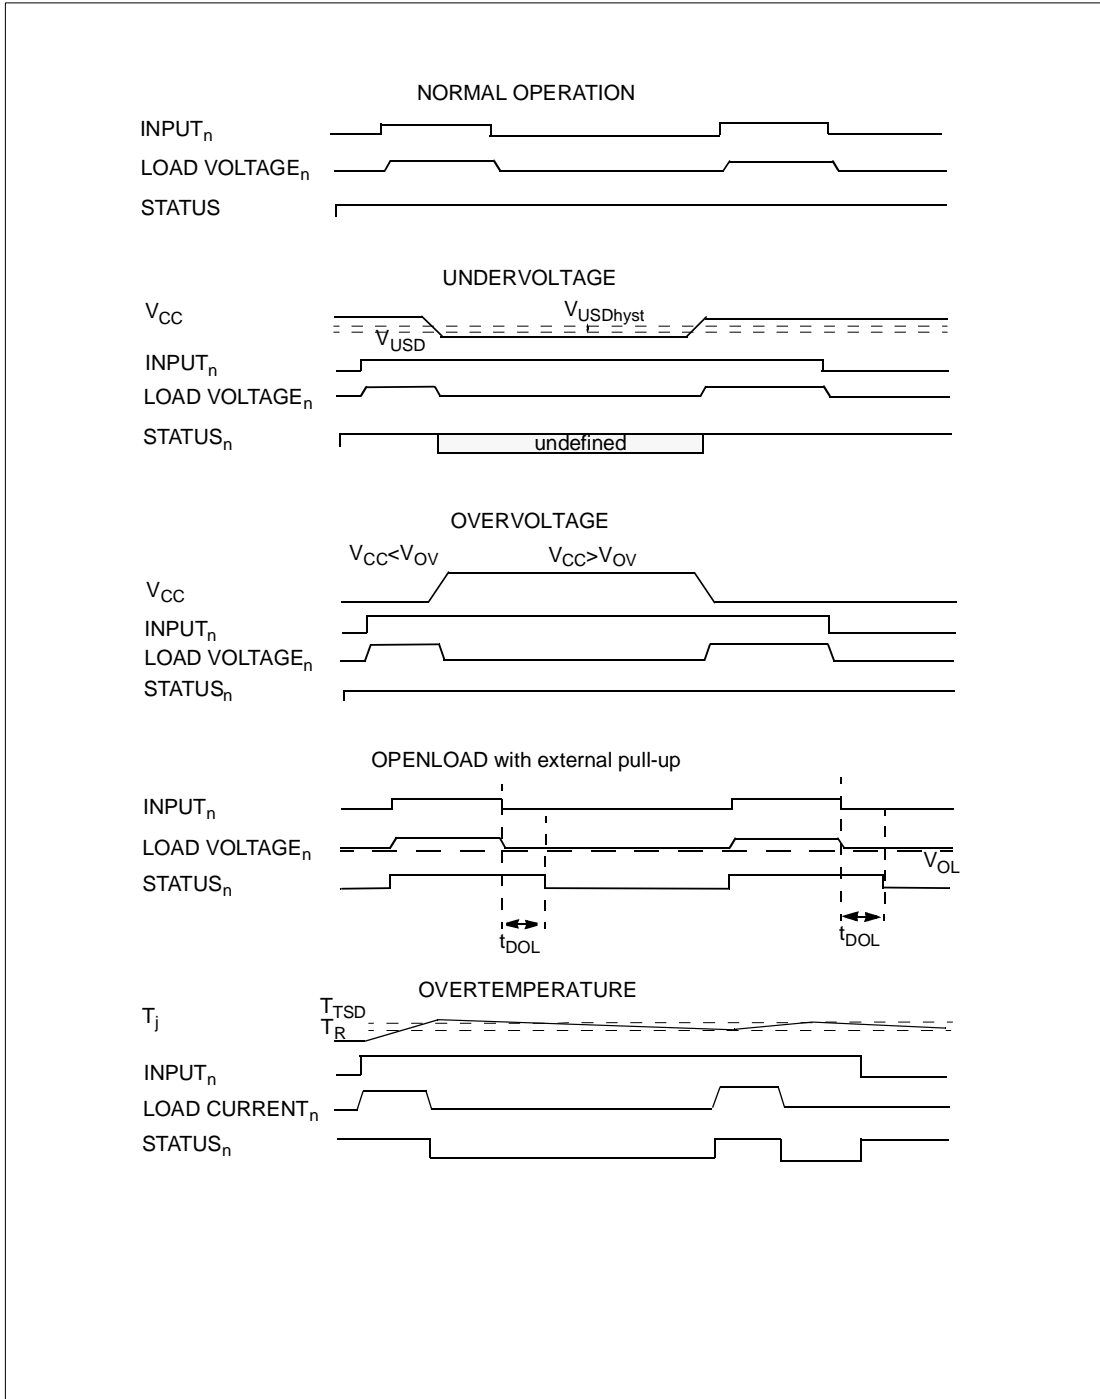 NORMAL OPERATION
INPUTn
LOAD VOLTAGEn
STATUS
UNDERVOLTAGE
VCC
VUSDhyst
VUSD
INPUTn
LOAD VOLTAGEn
STATUSn
undefined
OVERVOLTAGE
VCC<VOV
VCC>VOV
VCC
INPUTn
LOAD VOLTAGEn
STATUSn
OPENLOAD with external pull-up
INPUTn
LOAD VOLTAGEn
VOL
STATUSn
tDOL
tDOL
OVERTEMPERATURE
Tj
TTSD
TR
INPUTn
LOAD CURRENTn
STATUSn